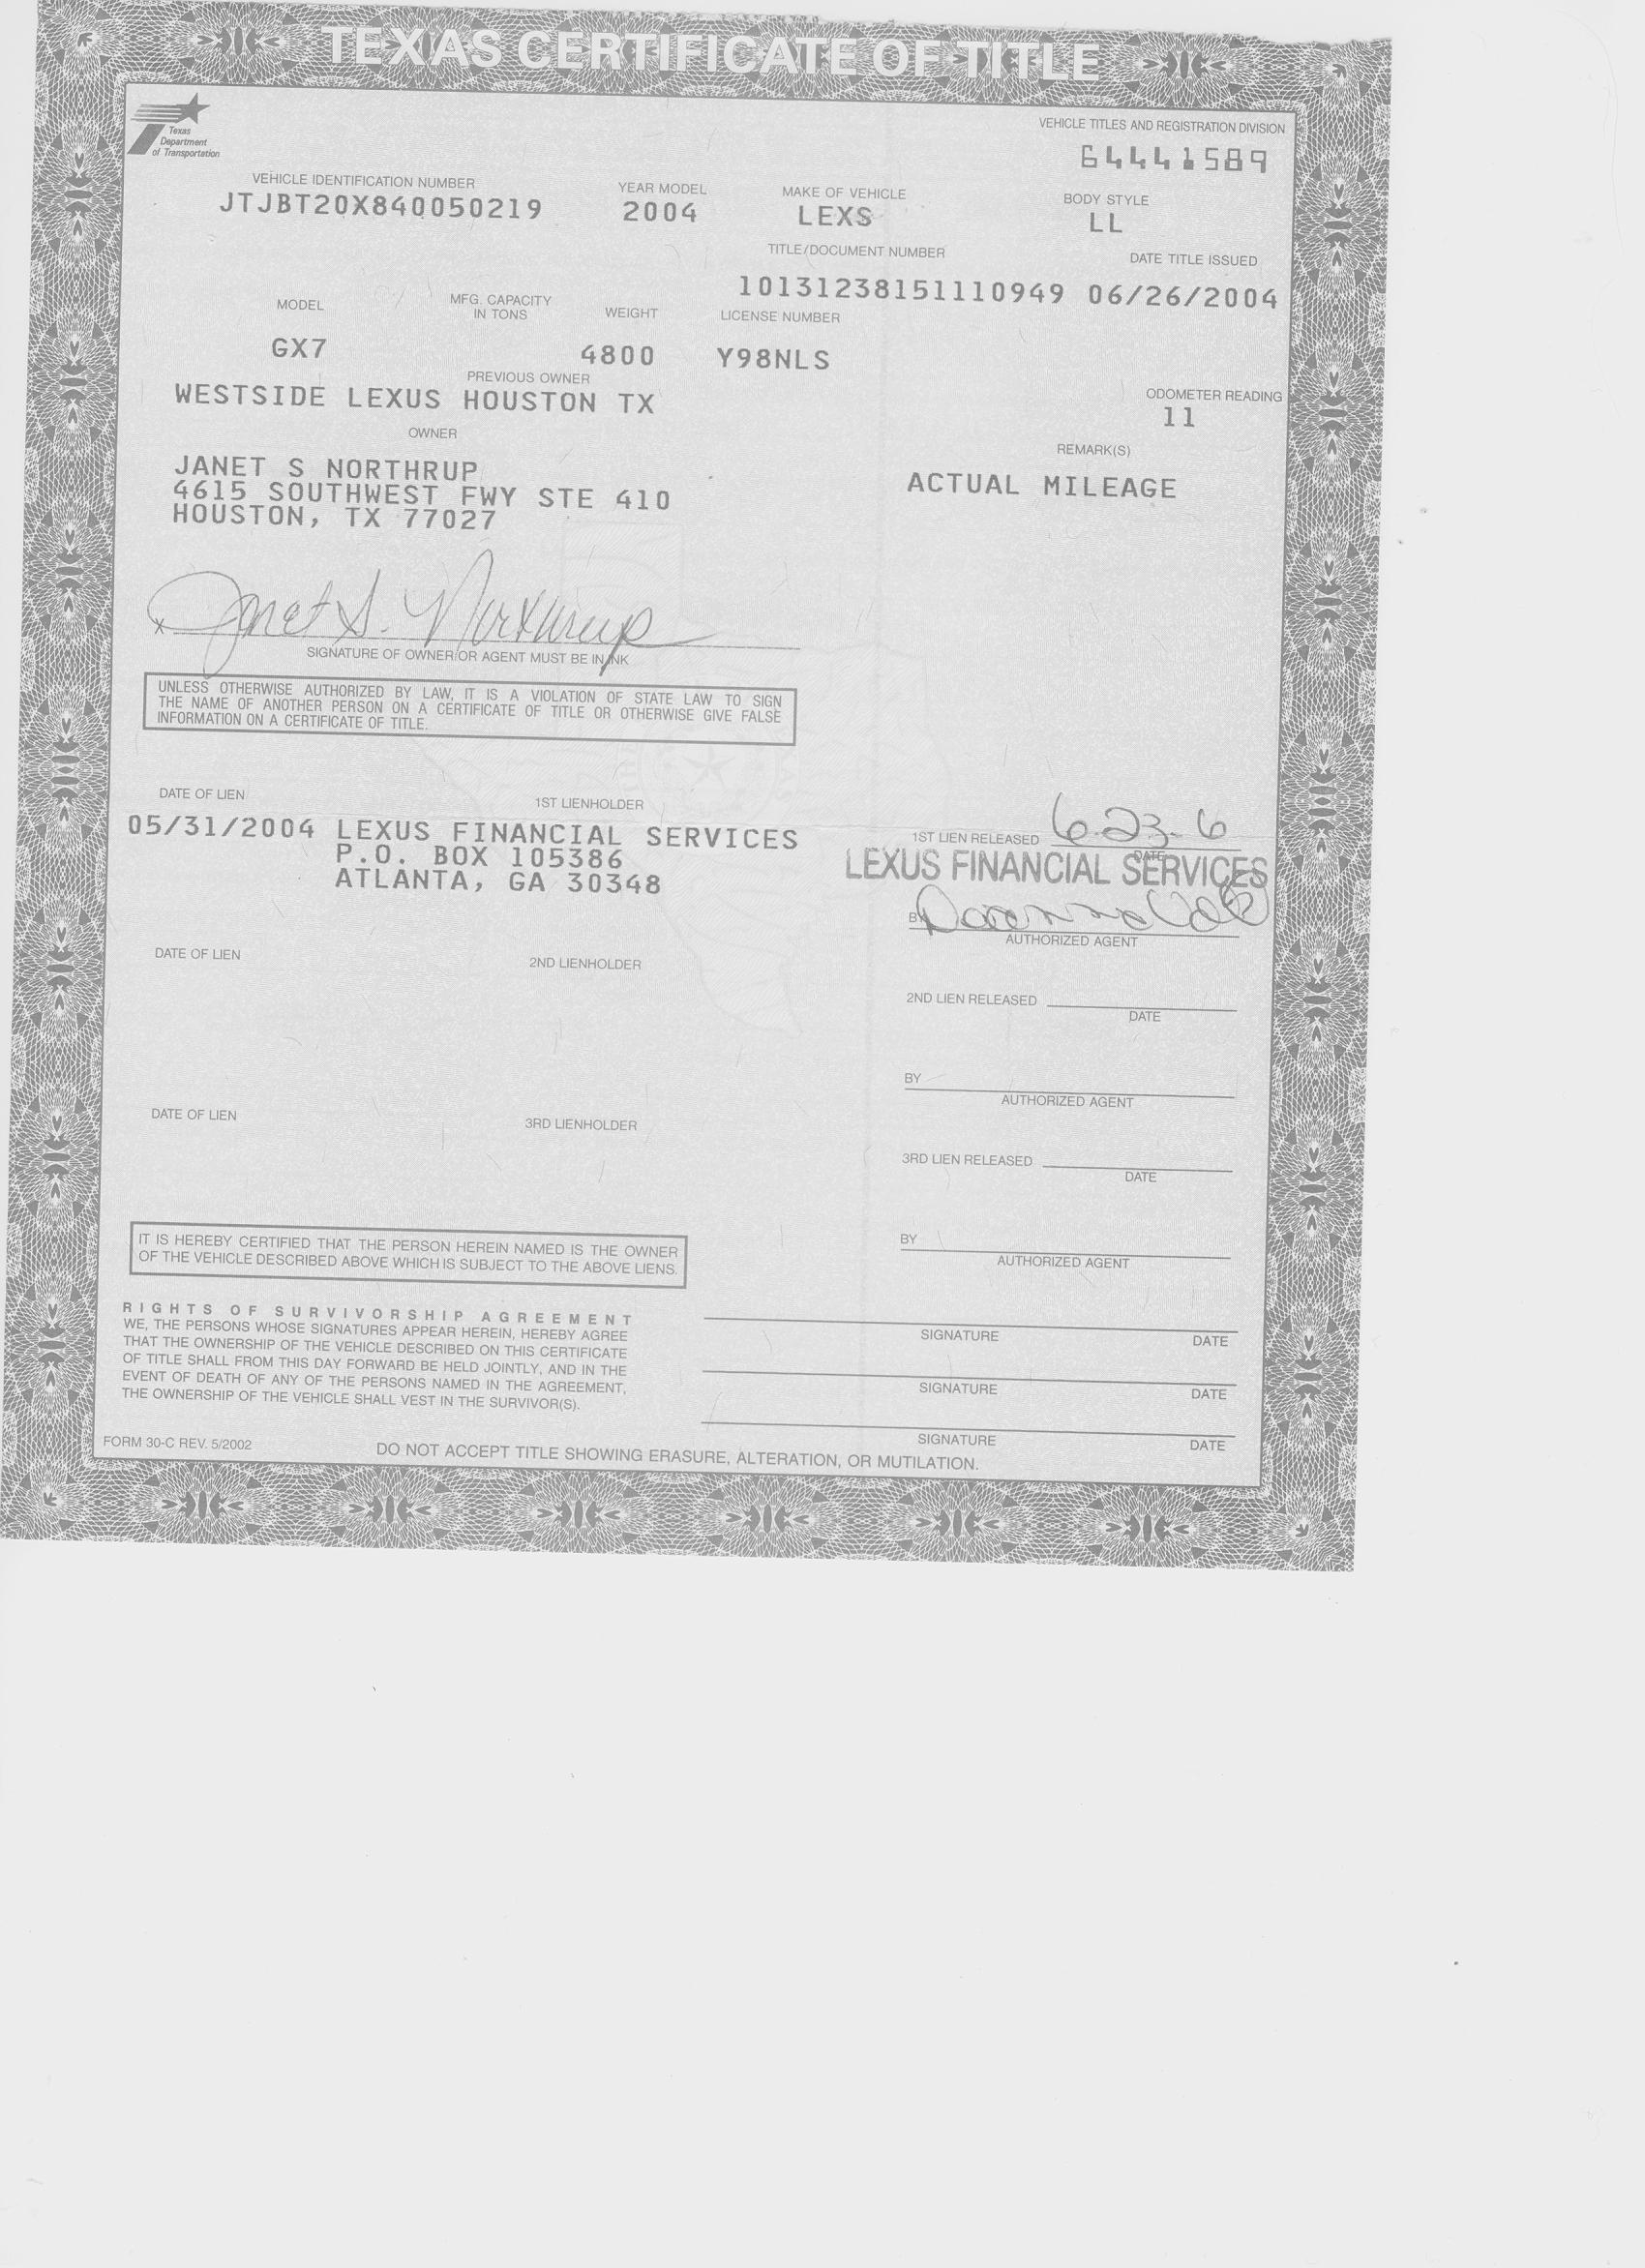 TEXAS CERTIFICATE OF TITLE
Texas
Department
of Transportation
VEHICLE TITLES AND REGISTRATION DIVISION
64441589
VEHICLE IDENTIFICATION NUMBER YEAR MODEL MAKE OF VEHICLE BODY STYLE
JTJBT20X840050219 2004 LEXS LL
TITLE/DOCUMENT NUMBER DATE TITLE ISSUED
10131238151110949 06/26/2004
MODEL MFG. CAPACITY IN TONS WEIGHT LICENSE NUMBER
GX7 4800 Y98NLS
PREVIOUS OWNER
WESTSIDE LEXUS HOUSTON TX
ODOMETER READING
11
OWNER
REMARK(S)
JANET S NORTHRUP
4615 SOUTHWEST FWY STE 410
HOUSTON, TX 77027
ACTUAL MILEAGE
x Janet S. Northrup
SIGNATURE OF OWNER/OR AGENT MUST BE IN INK
UNLESS OTHERWISE AUTHORIZED BY LAW, IT IS A VIOLATION OF STATE LAW TO SIGN
THE NAME OF ANOTHER PERSON ON A CERTIFICATE OF TITLE OR OTHERWISE GIVE FALSE
INFORMATION ON A CERTIFICATE OF TITLE.
DATE OF LIEN 1ST LIENHOLDER
05/31/2004 LEXUS FINANCIAL SERVICES
P.O. BOX 105386
ATLANTA, GA 30348
1ST LIEN RELEASED 6-23-6
DATE
LEXUS FINANCIAL SERVICES
BY
AUTHORIZED AGENT
DATE OF LIEN 2ND LIENHOLDER
2ND LIEN RELEASED
DATE
BY
AUTHORIZED AGENT
DATE OF LIEN 3RD LIENHOLDER
3RD LIEN RELEASED
DATE
BY
AUTHORIZED AGENT
IT IS HEREBY CERTIFIED THAT THE PERSON HEREIN NAMED IS THE OWNER
OF THE VEHICLE DESCRIBED ABOVE WHICH IS SUBJECT TO THE ABOVE LIENS.
RIGHTS OF SURVIVORSHIP AGREEMENT
WE, THE PERSONS WHOSE SIGNATURES APPEAR HEREIN, HEREBY AGREE
THAT THE OWNERSHIP OF THE VEHICLE DESCRIBED ON THIS CERTIFICATE
OF TITLE SHALL FROM THIS DAY FORWARD BE HELD JOINTLY, AND IN THE
EVENT OF DEATH OF ANY OF THE PERSONS NAMED IN THE AGREEMENT,
THE OWNERSHIP OF THE VEHICLE SHALL VEST IN THE SURVIVOR(S).
SIGNATURE DATE
SIGNATURE DATE
SIGNATURE DATE
FORM 30-C REV. 5/2002
DO NOT ACCEPT TITLE SHOWING ERASURE, ALTERATION, OR MUTILATION.